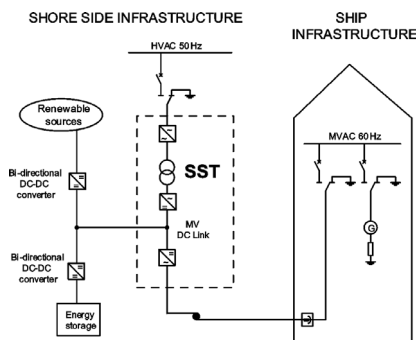 SHORE SIDE INFRASTRUCTURE
SHIP
INFRASTRUCTURE
HVAC 50Hz
Renewable
sources
MVAC 60Hz
SST
Bi-directional
DC-DC
converter
MV
DC Link
G
Bi-directional
DC-DC
converter
Energy
storage